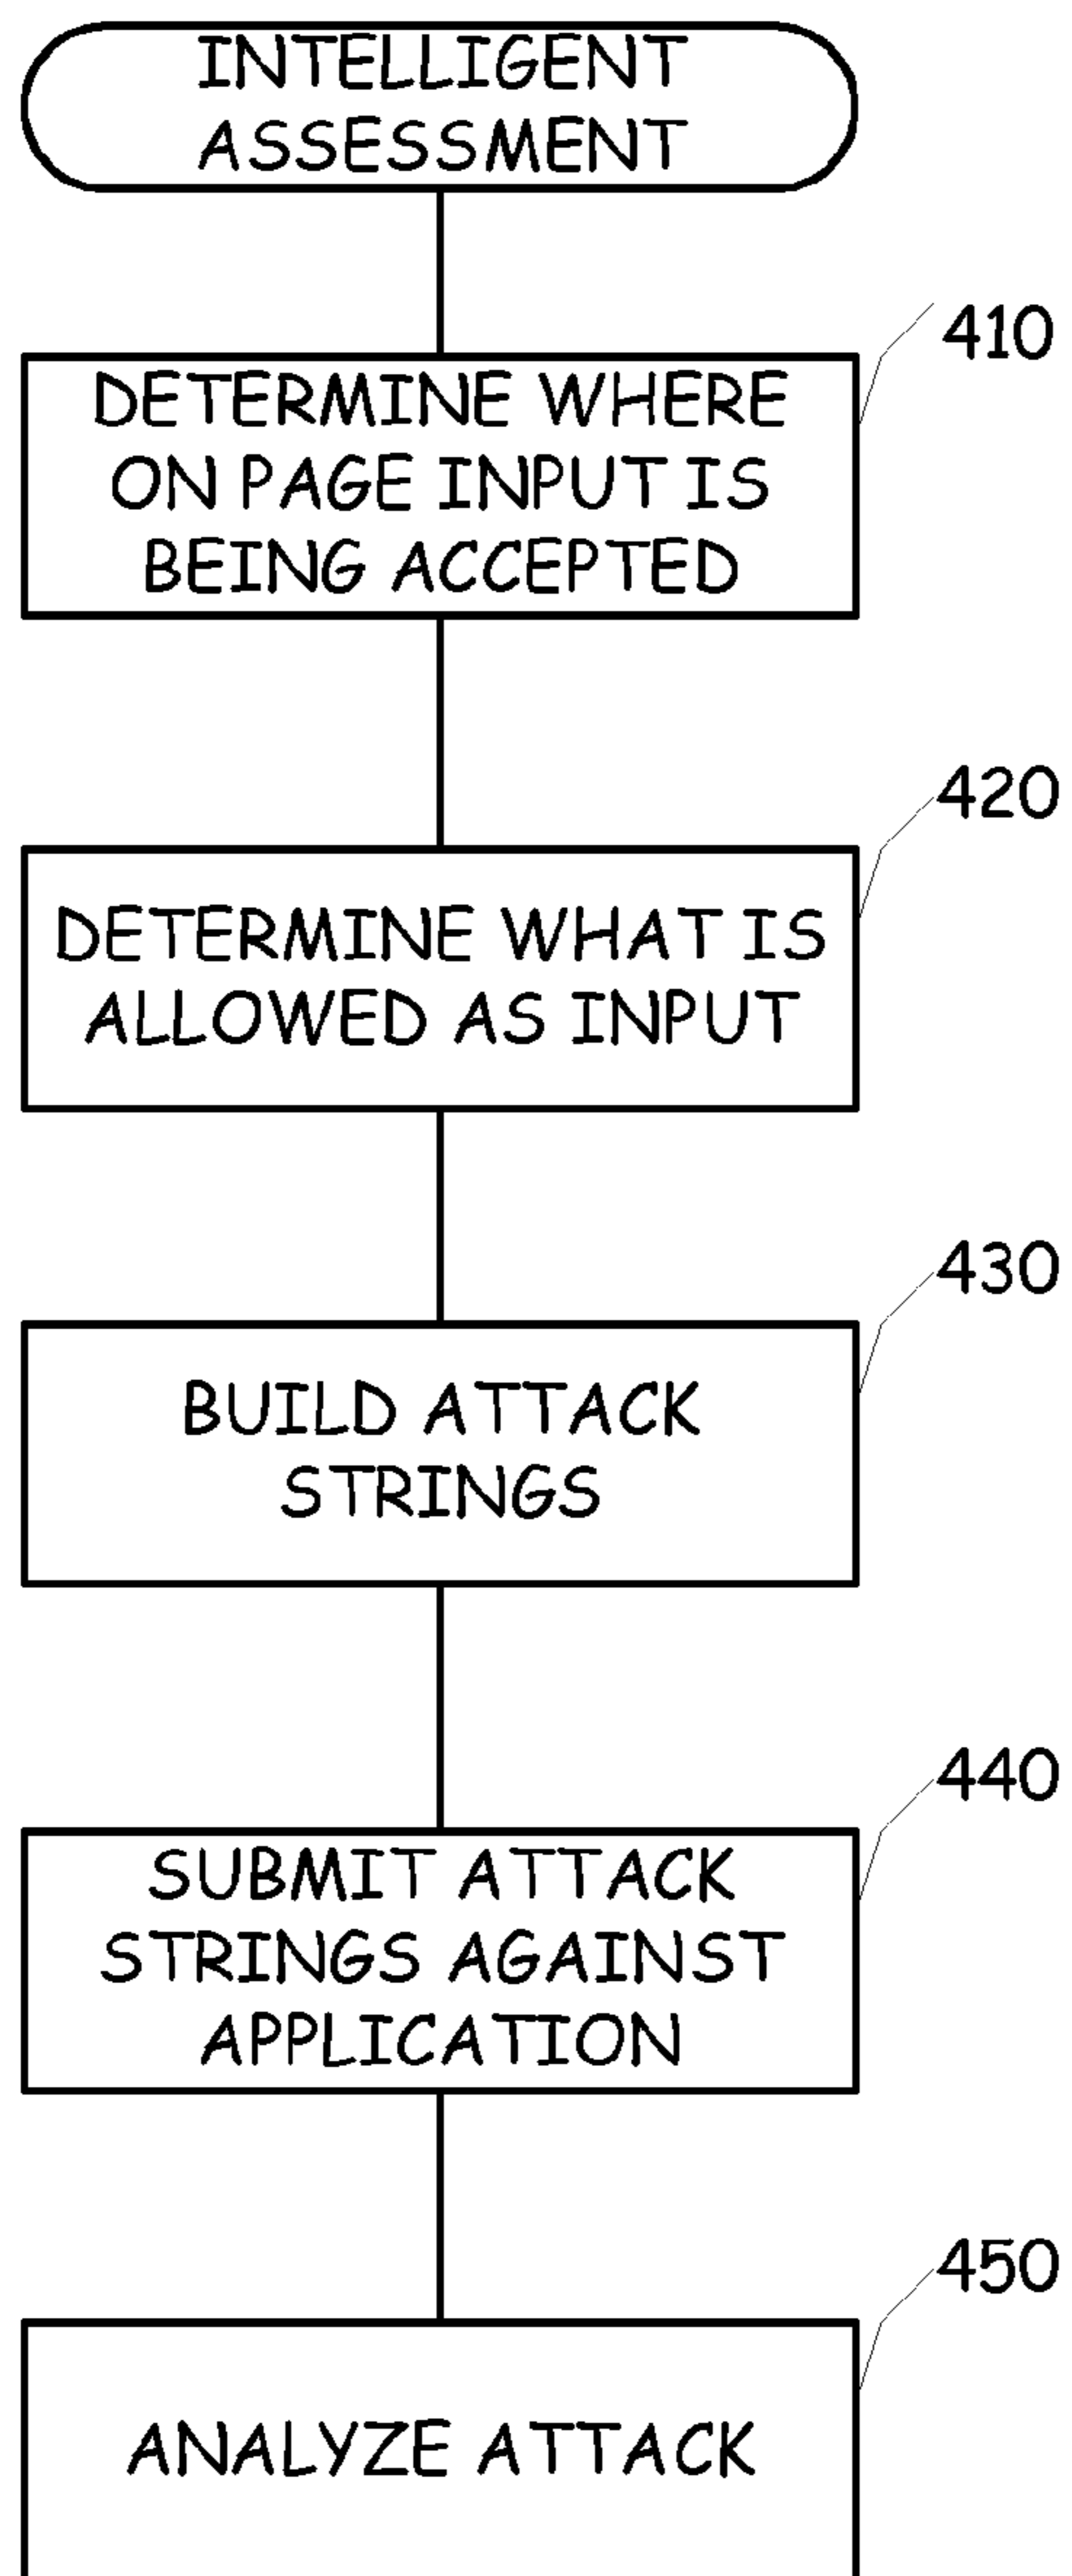 INTELLIGENT
ASSESSMENT
410
DETERMINE WHERE
ON PAGE INPUT IS
BEING ACCEPTED
420
DETERMINE WHAT IS
ALLOWED AS INPUT
430
BUILD ATTACK
STRINGS
440
SUBMIT ATTACK
STRINGS AGAINST
APPLICATION
450
ANALYZE ATTACK